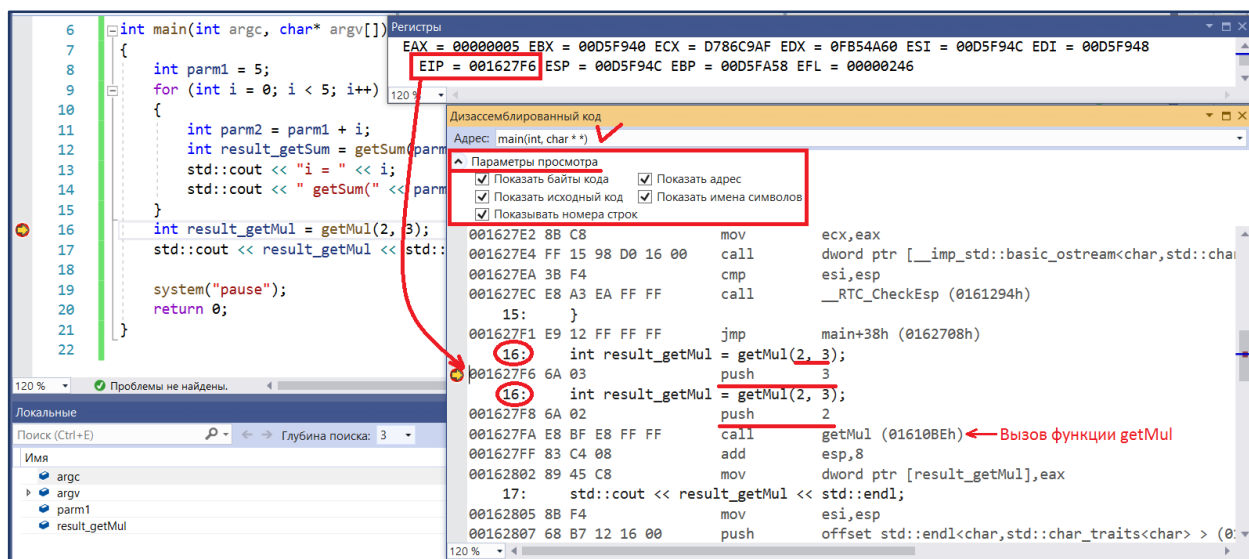 6 int main(int argc, char* argv[])
7 {
8 int parm1 = 5;
9 for (int i = 0; i < 5; i++)
10 {
11 int parm2 = parm1 + i;
12 int result_getSum = getSum(parm
13 std::cout << "i = " << i;
14 std::cout << " getSum(" << parm
15 }
16 int result_getMul = getMul(2, 3);
17 std::cout << result_getMul << std::
18
19 system("pause");
20 return 0;
21 }
22
120 % Проблемы не найдены.
Локальные
Поиск (Ctrl+E) Глубина поиска: 3
Имя
argc
argv
parm1
result_getMul
Регистры
EAX = 00000005 EBX = 00D5F940 ECX = D786C9AF EDX = 0FB54A60 ESI = 00D5F94C EDI = 00D5F948
EIP = 001627F6 ESP = 00D5F94C EBP = 00D5FA58 EFL = 00000246
120 %
Дизассемблированный код
Адрес: main(int, char * *)
Параметры просмотра
Показать байты кода Показать адрес
Показать исходный код Показать имена символов
Показывать номера строк
001627E2 8B C8 mov ecx,eax
001627E4 FF 15 98 D0 16 00 call dword ptr [__imp_std::basic_ostream<char,std::cha
001627EA 3B F4 cmp esi,esp
001627EC E8 A3 EA FF FF call __RTC_CheckEsp (0161294h)
15: }
001627F1 E9 12 FF FF FF jmp main+38h (0162708h)
16: int result_getMul = getMul(2, 3);
001627F6 6A 03 push 3
16: int result_getMul = getMul(2, 3);
001627F8 6A 02 push 2
001627FA E8 BF E8 FF FF call getMul (01610BEh) Вызов функции getMul
001627FF 83 C4 08 add esp,8
00162802 89 45 C8 mov dword ptr [result_getMul],eax
17: std::cout << result_getMul << std::endl;
00162805 8B F4 mov esi,esp
00162807 68 B7 12 16 00 push offset std::endl<char,std::char_traits<char> > (0
120 %